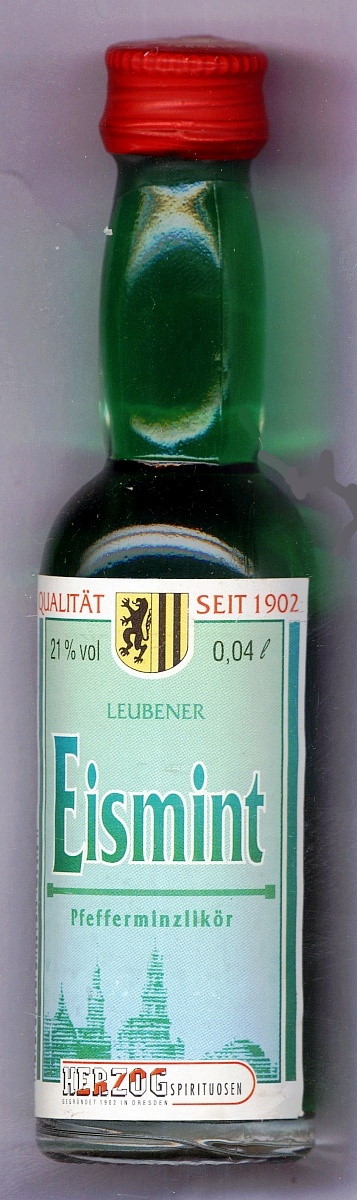 QUALITÄT SEIT 1902
21 % vol 0,04 ℓ
LEUBENER
Eismint
Pfefferminzlikör
HERZOG SPIRITUOSEN
GEGRÜNDET 1902 IN DRESDEN